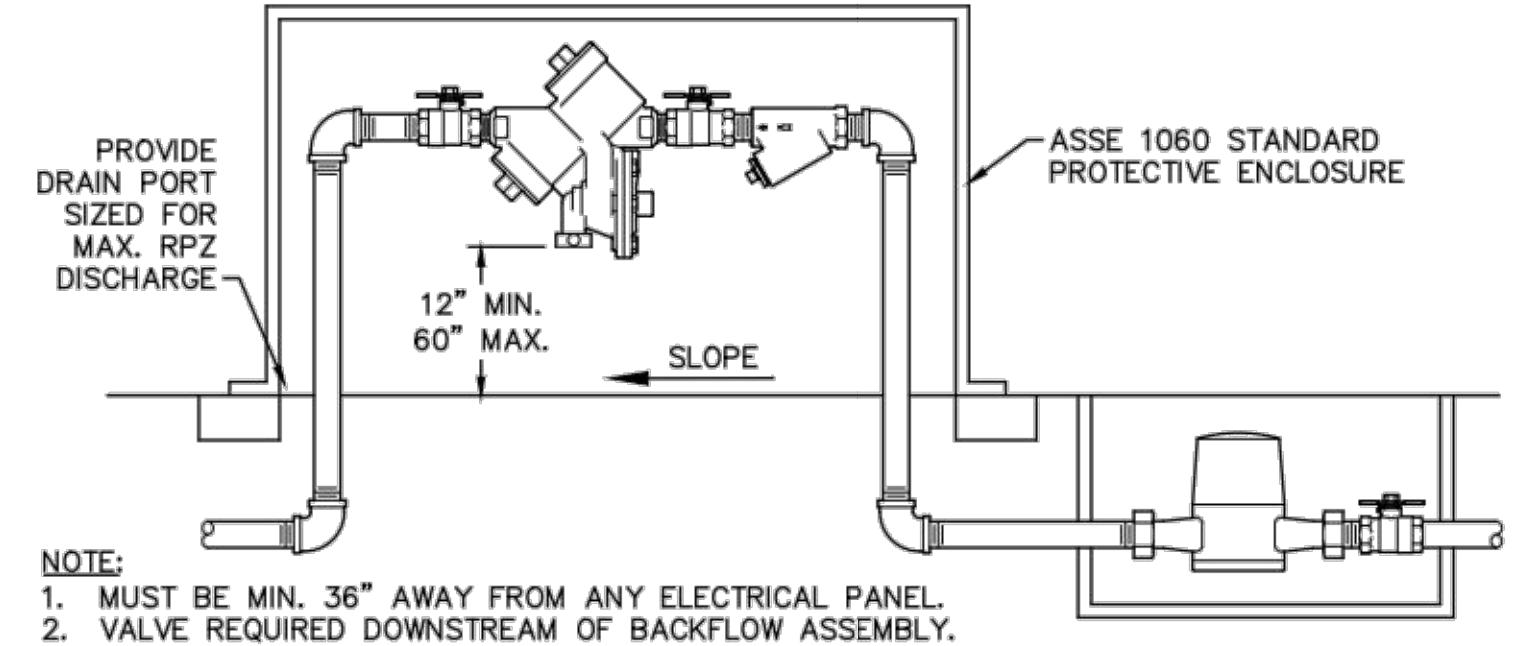 PROVIDE
DRAIN PORT
SIZED FOR
MAX. RPZ
DISCHARGE
ASSE 1060 STANDARD
PROTECTIVE ENCLOSURE
12" MIN.
60" MAX.
SLOPE
NOTE:
1. MUST BE MIN. 36" AWAY FROM ANY ELECTRICAL PANEL.
2. VALVE REQUIRED DOWNSTREAM OF BACKFLOW ASSEMBLY.